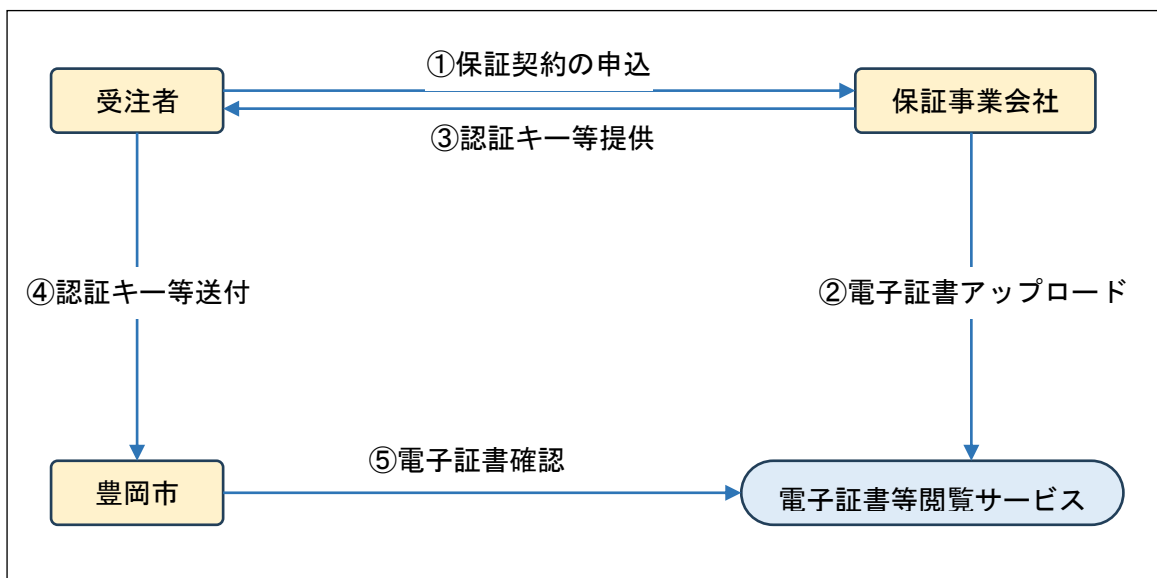 ①保証契約の申込
受注者
保証事業会社
③認証キー等提供
④認証キー等送付
②電子証書アップロード
⑤電子証書確認
豊岡市
電子証書等閲覧サービス